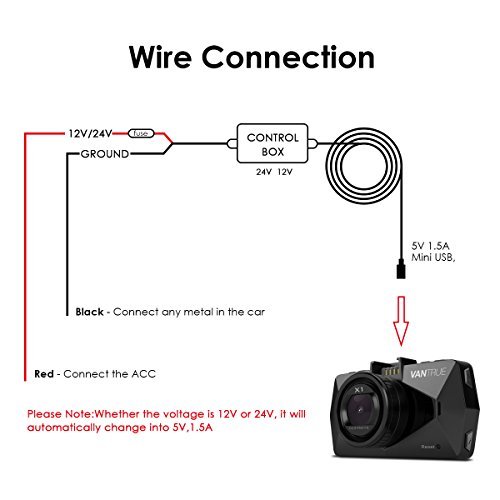 Wire Connection
12V/24V
fuse
GROUND
CONTROL
BOX
24V 12V
5V 1.5A
Mini USB,
Black - Connect any metal in the car
Red - Connect the ACC
Please Note:Whether the voltage is 12V or 24V, it will
automatically change into 5V,1.5A
VANTRUE
X1
Reset